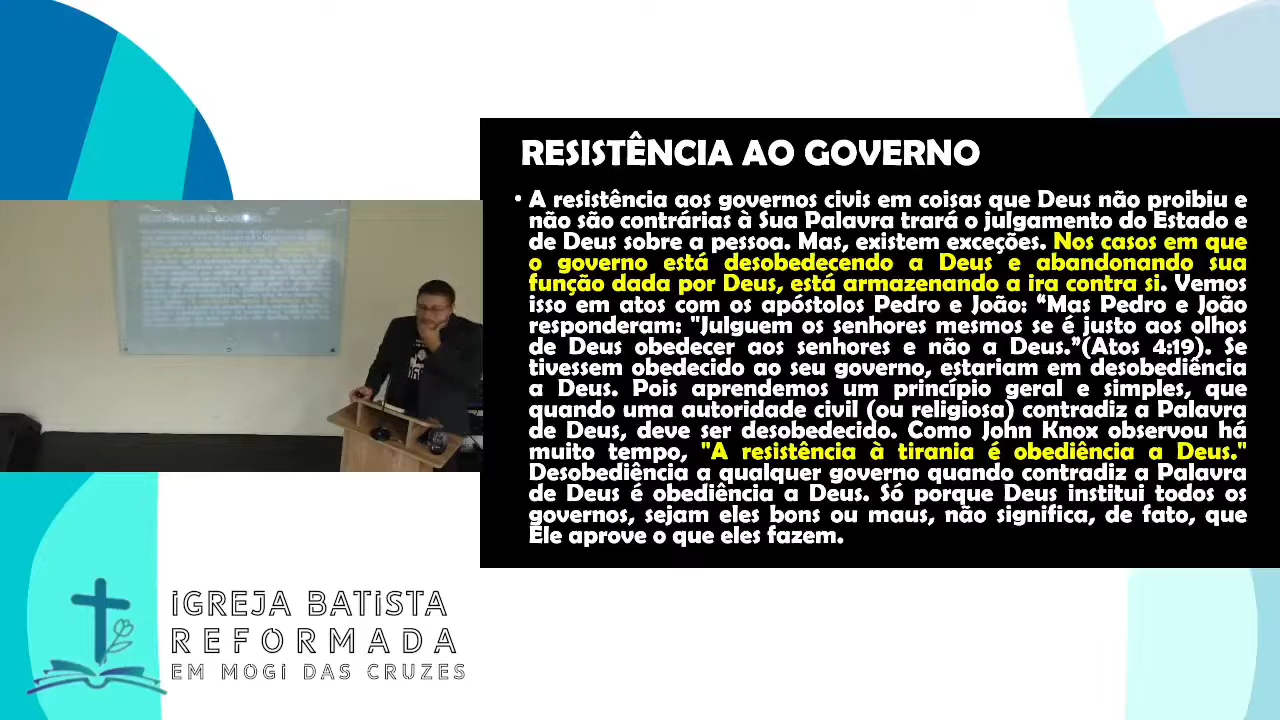 RESISTÊNCIA AO GOVERNO
• A resistência aos governos civis em coisas que Deus não proibiu e
não são contrárias à Sua Palavra trará o julgamento do Estado e
de Deus sobre a pessoa. Mas, existem exceções. Nos casos em que
o governo está desobedecendo a Deus e abandonando sua
função dada por Deus, está armazenando a ira contra si. Vemos
isso em atos com os apóstolos Pedro e João: “Mas Pedro e João
responderam: "Julguem os senhores mesmos se é justo aos olhos
de Deus obedecer aos senhores e não a Deus.”(Atos 4:19). Se
tivessem obedecido ao seu governo, estariam em desobediência
a Deus. Pois aprendemos um princípio geral e simples, que
quando uma autoridade civil (ou religiosa) contradiz a Palavra
de Deus, deve ser desobedecido. Como John Knox observou há
muito tempo, "A resistência à tirania é obediência a Deus."
Desobediência a qualquer governo quando contradiz a Palavra
de Deus é obediência a Deus. Só porque Deus institui todos os
governos, sejam eles bons ou maus, não significa, de fato, que
Ele aprove o que eles fazem.
RESISTÊNCIA AO GOVERNO
iGREJA BATiSTA
REFORMADA
EM MOGi DAS CRUZES